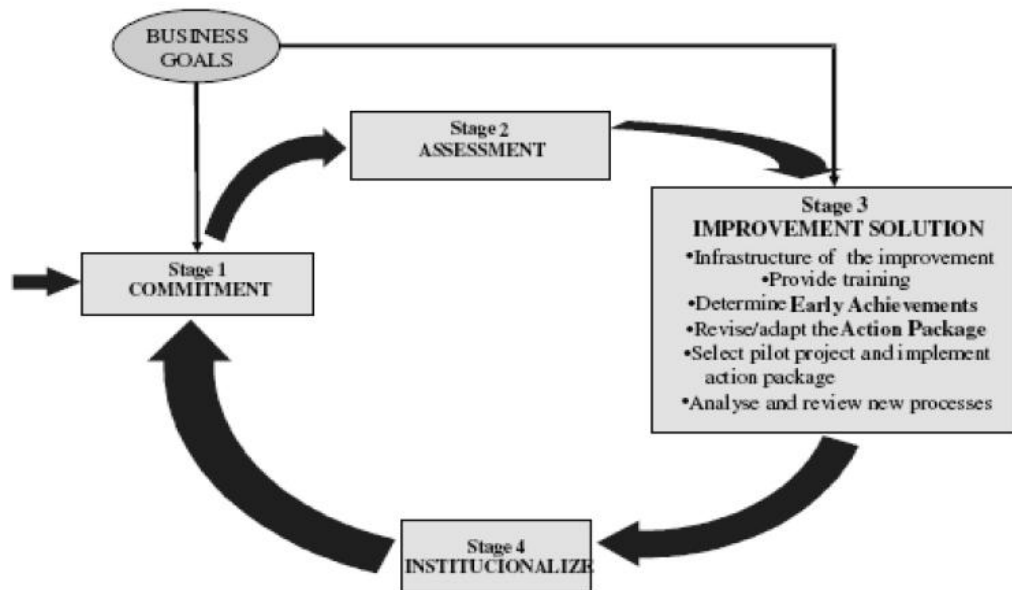 BUSINESS
GOALS
Stage 2
ASSESSMENT
Stage 1
COMMITMENT
Stage 3
IMPROVEMENT SOLUTION
•Infrastructure of the improvement
•Provide training
•Determine Early Achievements
•Revise/adapt the Action Package
•Select pilot project and implement
action package
•Analyse and review new processes
Stage 4
INSTITUCIONALIZE